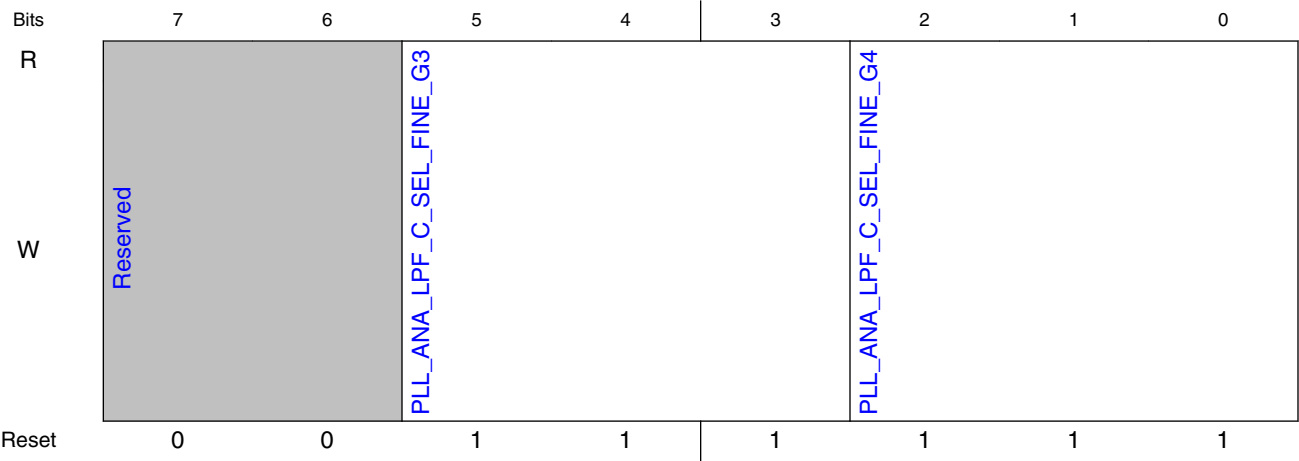 Bits 7 6 5 4 3 2 1 0
R
W
Reserved
PLL_ANA_LPF_C_SEL_FINE_G3
PLL_ANA_LPF_C_SEL_FINE_G4
Reset 0 0 1 1 1 1 1 1